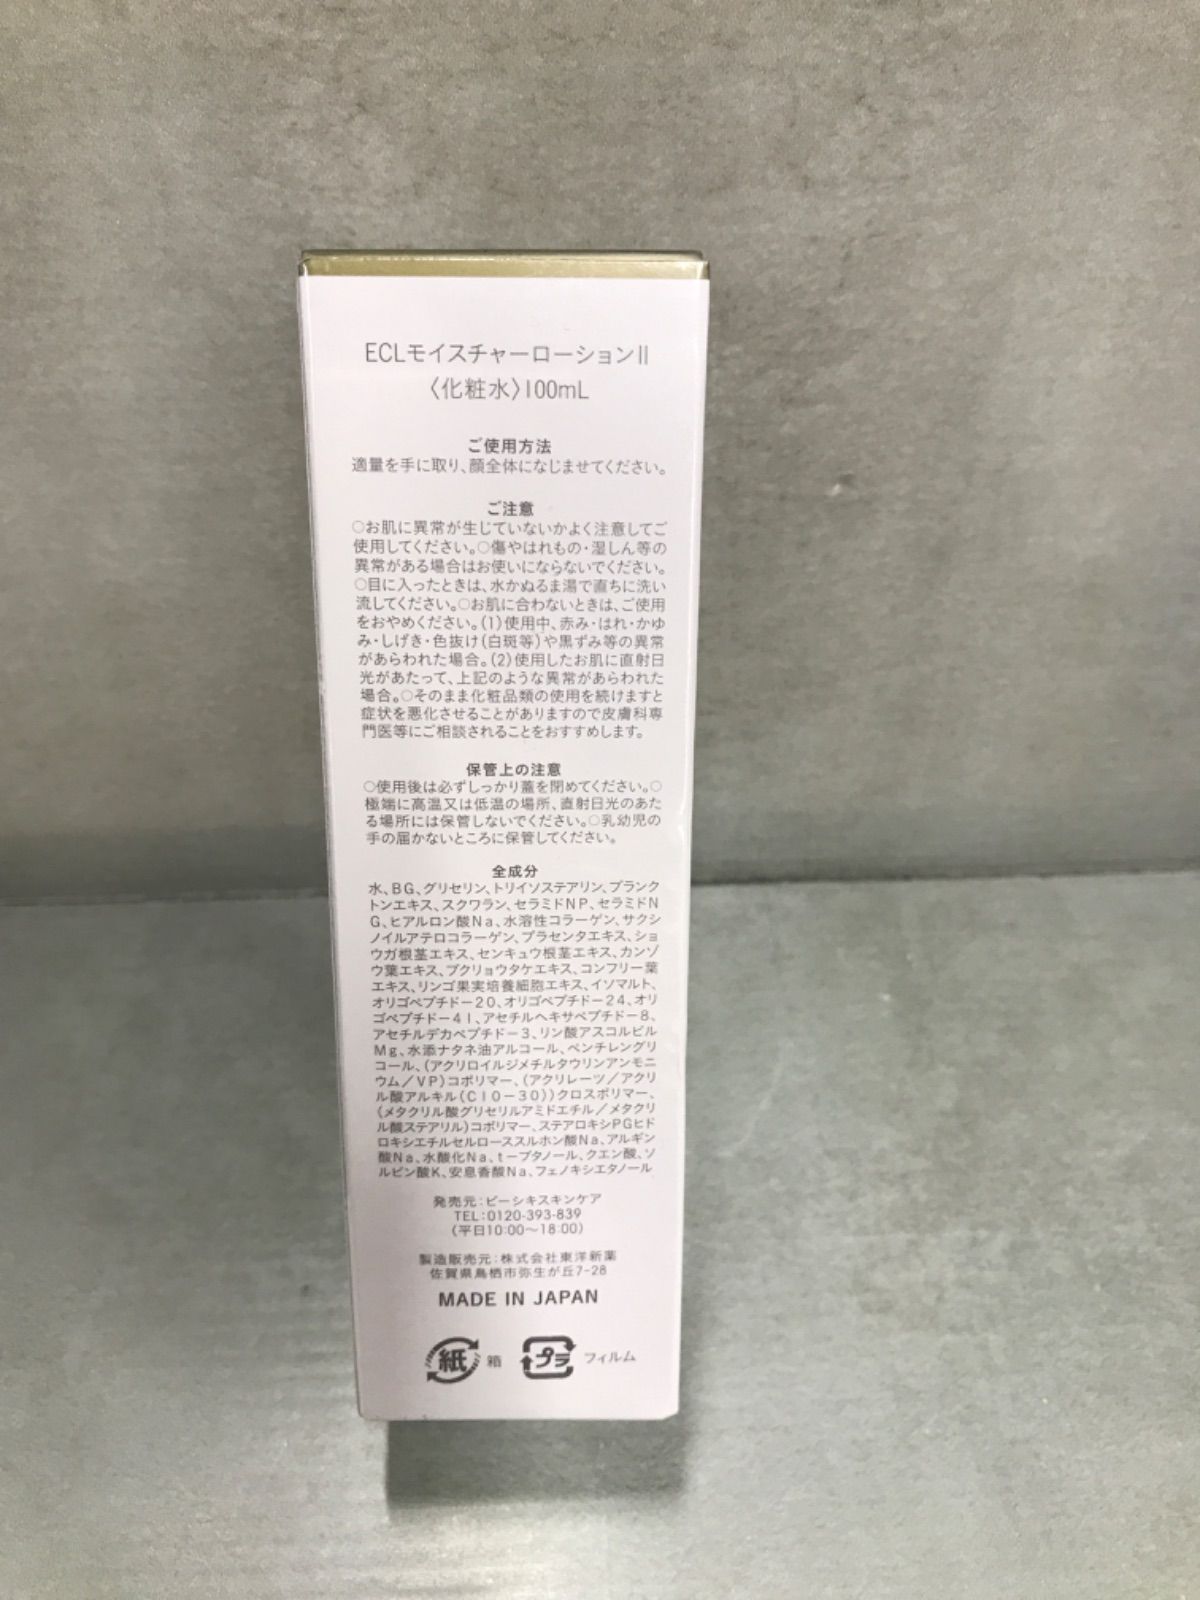 ECLモイスチャーローションⅡ
〈化粧水〉100mL
ご使用方法
適量を手に取り、顔全体になじませてください。
ご注意
○お肌に異常が生じていないかよく注意してご
使用してください。○傷やはれもの・湿しん等の
異常がある場合はお使いにならないでください。
○目に入ったときは、水かぬるま湯で直ちに洗い
流してください。○お肌に合わないときは、ご使用
をおやめください。(1)使用中、赤み・はれ・かゆ
み・しげき・色抜け(白斑等)や黒ずみ等の異常
があらわれた場合。(2)使用したお肌に直射日
光があたって、上記のような異常があらわれた
場合。○そのまま化粧品類の使用を続けますと
症状を悪化させることがありますので皮膚科専
門医等にご相談されることをおすすめします。
保管上の注意
○使用後は必ずしっかり蓋を閉めてください。○
極端に高温又は低温の場所、直射日光のあた
る場所には保管しないでください。○乳幼児の
手の届かないところに保管してください。
全成分
水、BG、グリセリン、トリイソステアリン、プランク
トンエキス、スクワラン、セラミドNP、セラミドN
G、ヒアルロン酸Na、水溶性コラーゲン、サクシ
ノイルアテロコラーゲン、プラセンタエキス、ショ
ウガ根茎エキス、センキュウ根茎エキス、カンゾ
ウ葉エキス、ブクリョウタケエキス、コンフリー葉
エキス、リンゴ果実培養細胞エキス、イソマルト、
オリゴペプチド－20、オリゴペプチド－24、オリ
ゴペプチド－41、アセチルヘキサペプチド－8、
アセチルデカペプチド－3、リン酸アスコルビル
Mg、水添ナタネ油アルコール、ペンチレングリ
コール、(アクリロイルジメチルタウリンアンモニ
ウム／VP)コポリマー、(アクリレーツ／アクリ
ル酸アルキル(C10－30))クロスポリマー、
(メタクリル酸グリセリルアミドエチル／メタクリ
ル酸ステアリル)コポリマー、ステアロキシPGヒド
ロキシエチルセルローススルホン酸Na、アルギン
酸Na、水酸化Na、t－ブタノール、クエン酸、ソ
ルビン酸K、安息香酸Na、フェノキシエタノール
発売元：ビーシキスキンケア
TEL：0120-393-839
(平日10:00～18:00)
製造販売元：株式会社東洋新薬
佐賀県鳥栖市弥生が丘7-28
MADE IN JAPAN
紙 箱 プラ フィルム